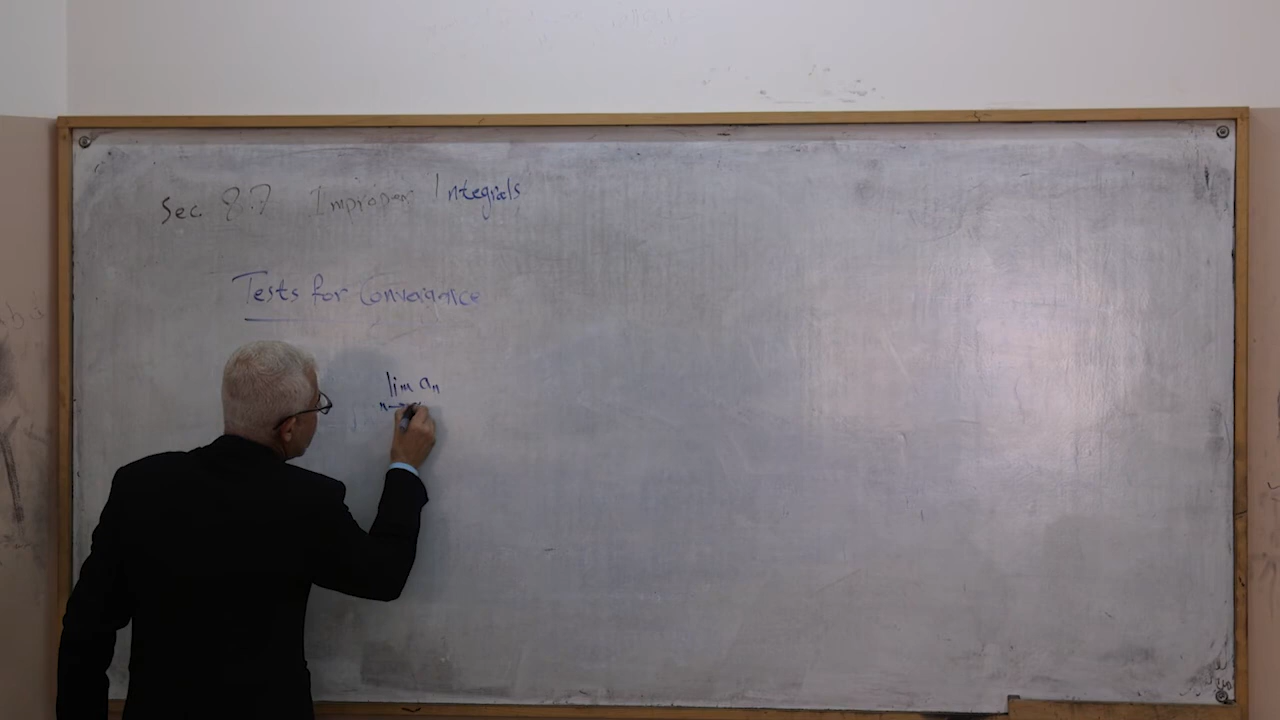 Sec. 8.7 Improper Integrals
Tests for Convergence
lim aₙ